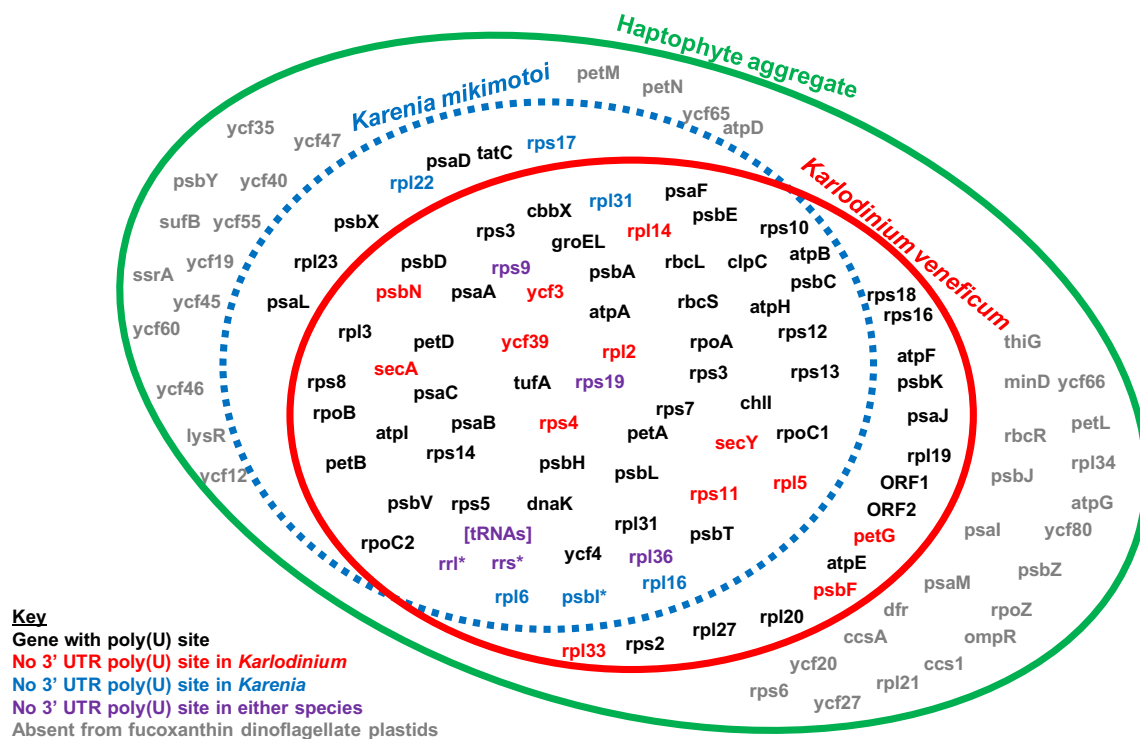 Haptophyte aggregate
Karenia mikimotoi
Karlodinium veneficum
petM
petN
ycf65
atpD
ycf35
ycf47
psbY
ycf40
sufB
ycf55
ssrA
ycf19
ycf45
ycf60
ycf46
lysR
ycf12
psaD
tatC
rps17
rpl22
psbX
rpl23
psaL
cbbX
rpl31
psaF
rps3
groEL
rpl14
psbE
rps10
psbD
rps9
psbA
rbcL
clpC
atpB
psbN
psaA
ycf3
rbcS
atpH
psbC
rps18
rps16
rpl3
petD
ycf39
atpA
rpl2
rpoA
rps12
atpF
secA
rps8
psaC
tufA
rps19
rps3
rps13
psbK
rpoB
atpI
psaB
rps4
rps7
petA
chlI
rpoC1
psaJ
petB
rps14
psbH
psbL
secY
rpl19
psbV
rps5
dnaK
rps11
rpl5
ORF1
ORF2
rpoC2
[tRNAs]
rpl31
psbT
petG
rrl*
rrs*
ycf4
rpl36
atpE
rpl6
psbI*
rpl16
psbF
rpl33
rps2
rpl27
rpl20
thiG
minD
ycf66
rbcR
petL
psbJ
rpl34
atpG
psaI
ycf80
psaM
psbZ
dfr
rpoZ
ccsA
ompR
ycf20
ccs1
rps6
ycf27
rpl21
Key
Gene with poly(U) site
No 3' UTR poly(U) site in Karlodinium
No 3' UTR poly(U) site in Karenia
No 3' UTR poly(U) site in either species
Absent from fucoxanthin dinoflagellate plastids